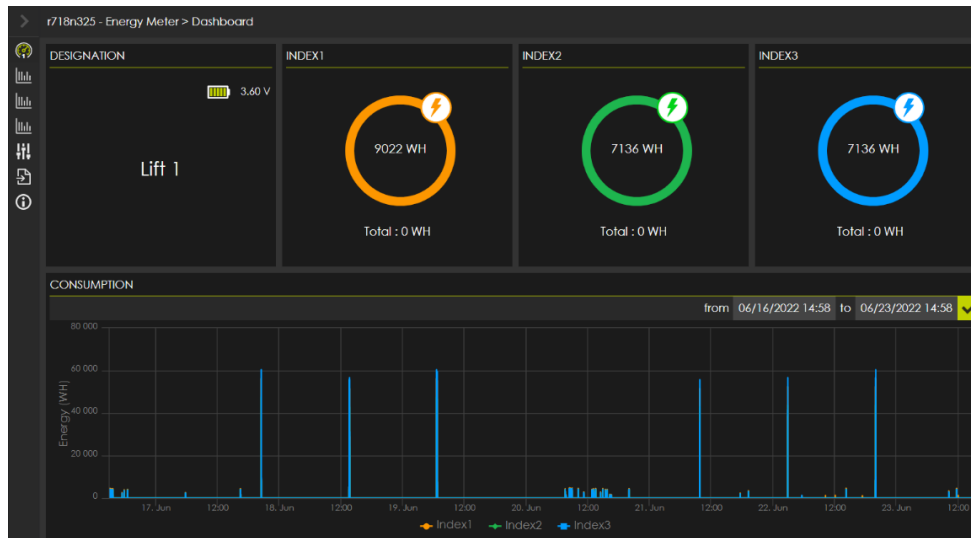 r718n325 - Energy Meter > Dashboard
DESIGNATION
3.60 V
Lift 1
INDEX1
9022 WH
Total : 0 WH
INDEX2
7136 WH
Total : 0 WH
INDEX3
7136 WH
Total : 0 WH
CONSUMPTION
from 06/16/2022 14:58 to 06/23/2022 14:58
Energy (WH)
80 000
60 000
40 000
20 000
0
17. Jun 12:00 18. Jun 12:00 19. Jun 12:00 20. Jun 12:00 21. Jun 12:00 22. Jun 12:00 23. Jun 12:00
Index1 Index2 Index3